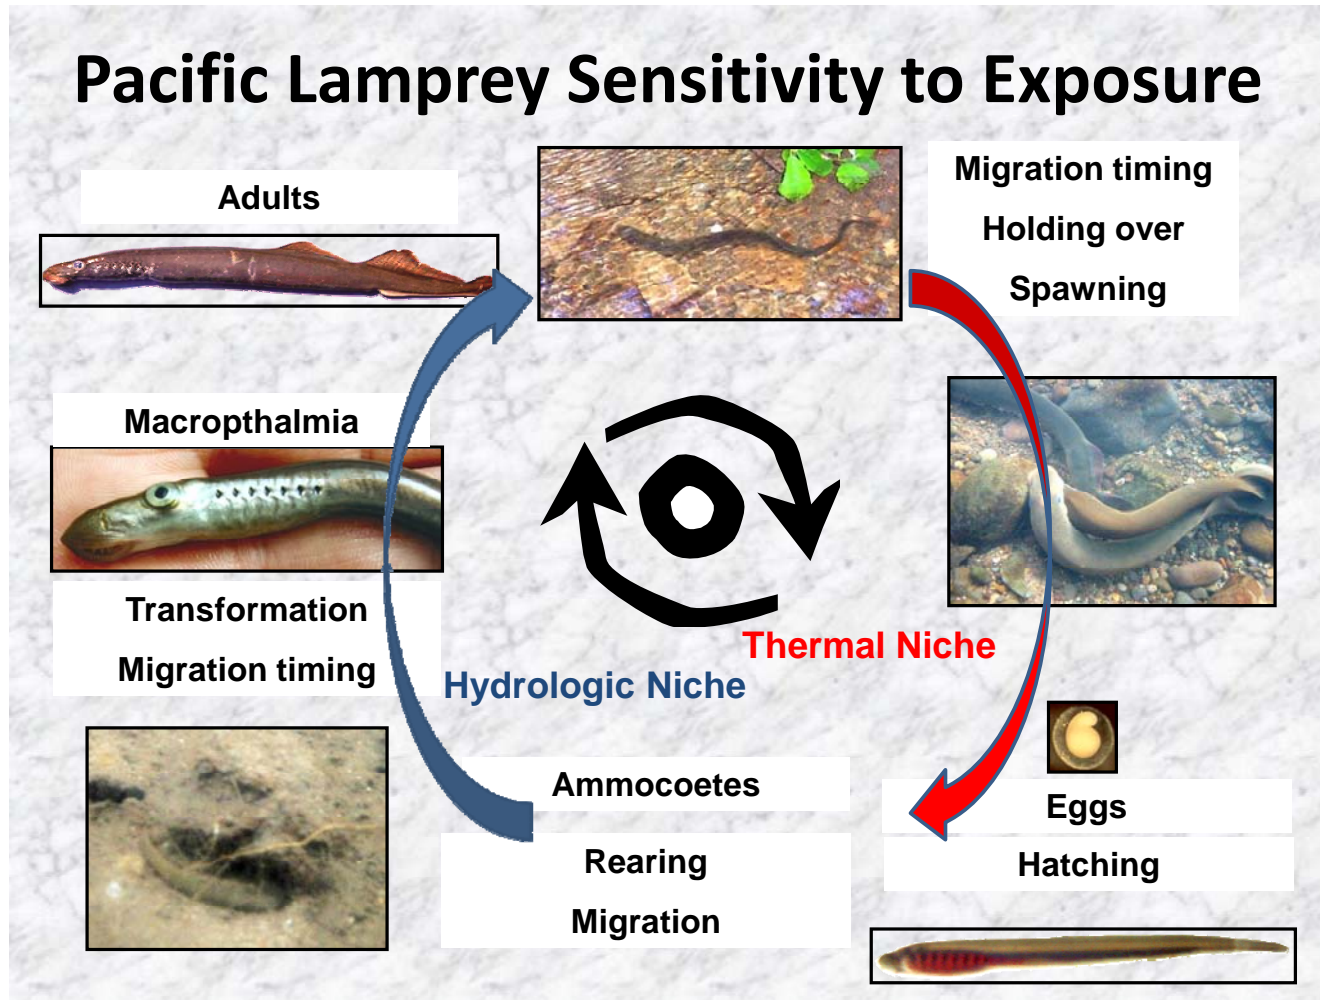 Pacific Lamprey Sensitivity to Exposure
Adults
Migration timing
Holding over
Spawning
Macropthalmia
Transformation
Migration timing
Thermal Niche
Hydrologic Niche
Ammocoetes
Rearing
Migration
Eggs
Hatching